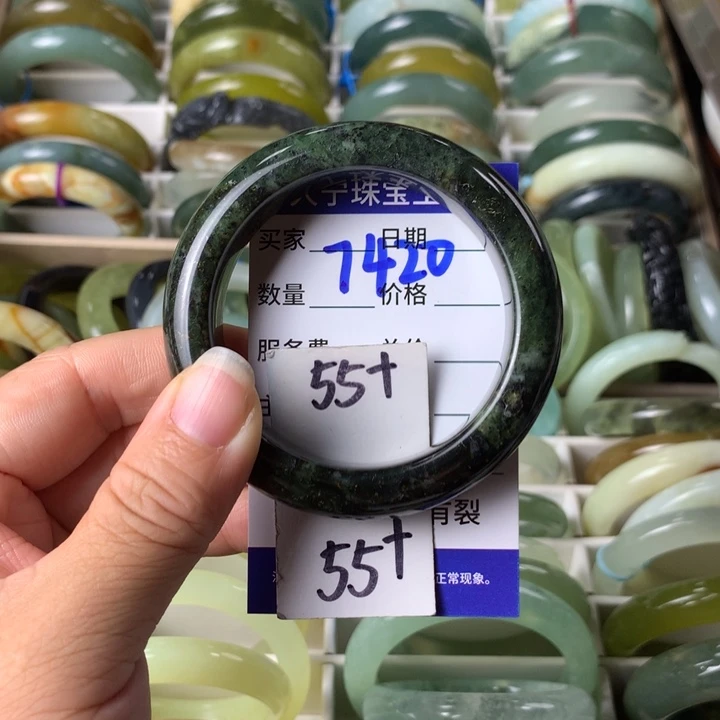 宁珠宝
买家 日期
7420
数量 价格
服务费
55+
有裂
55+
正常现象。